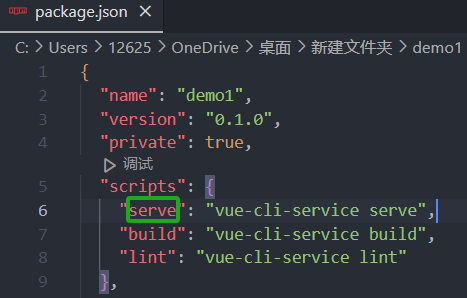 package.json ×
C: > Users > 12625 > OneDrive > 桌面 > 新建文件夹 > demo1
1 {
2 "name": "demo1",
3 "version": "0.1.0",
4 "private": true,
调试
5 "scripts": {
6 "serve": "vue-cli-service serve",
7 "build": "vue-cli-service build",
8 "lint": "vue-cli-service lint"
9 },